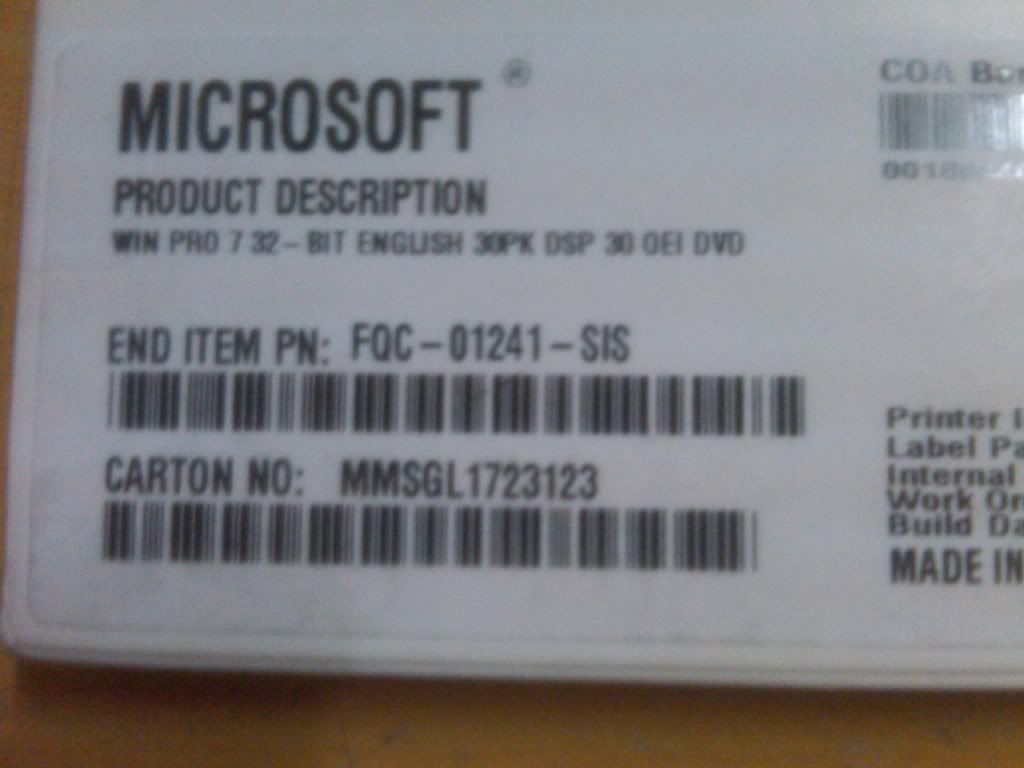 MICROSOFT ®
PRODUCT DESCRIPTION
WIN PRO 7 32-BIT ENGLISH 30PK DSP 30 OEI DVD
END ITEM PN: FQC-01241-SIS
CARTON NO: MMSGL1723123
COA
Printer
Label
Internal
Work
Build
MADE IN